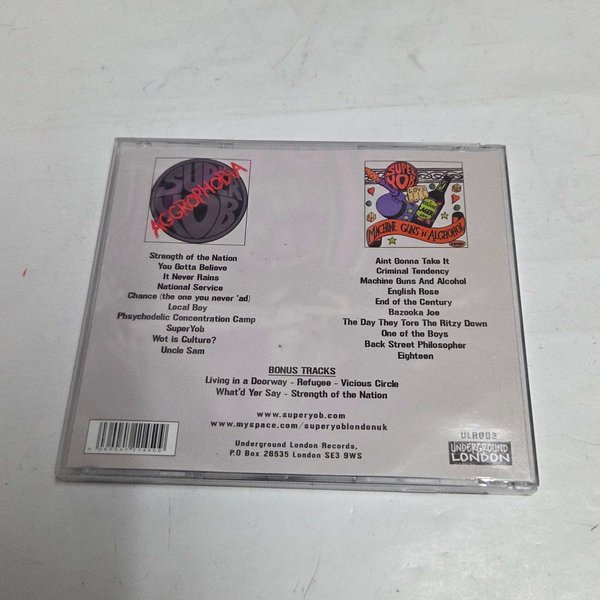 SUPER YOB
AGGROPHOBIA
Strength of the Nation
You Gotta Believe
It Never Rains
National Service
Chance (the one you never 'ad)
Local Boy
Phsychodelic Concentration Camp
SuperYob
Wot is Culture?
Uncle Sam
SUPER
YOB
LAGER
MACHINE GUNS 'N' ALCHOHOL
Aint Gonna Take It
Criminal Tendency
Machine Guns And Alcohol
English Rose
End of the Century
Bazooka Joe
The Day They Tore The Ritzy Down
One of the Boys
Back Street Philosopher
Eighteen
BONUS TRACKS
Living in a Doorway - Refugee - Vicious Circle
What'd Yer Say - Strength of the Nation
www.superyob.com
www.myspace.com/superyoblondonuk
Underground London Records,
P.O Box 26535 London SE3 9WS
ULR003
UNDERGROUND
LONDON